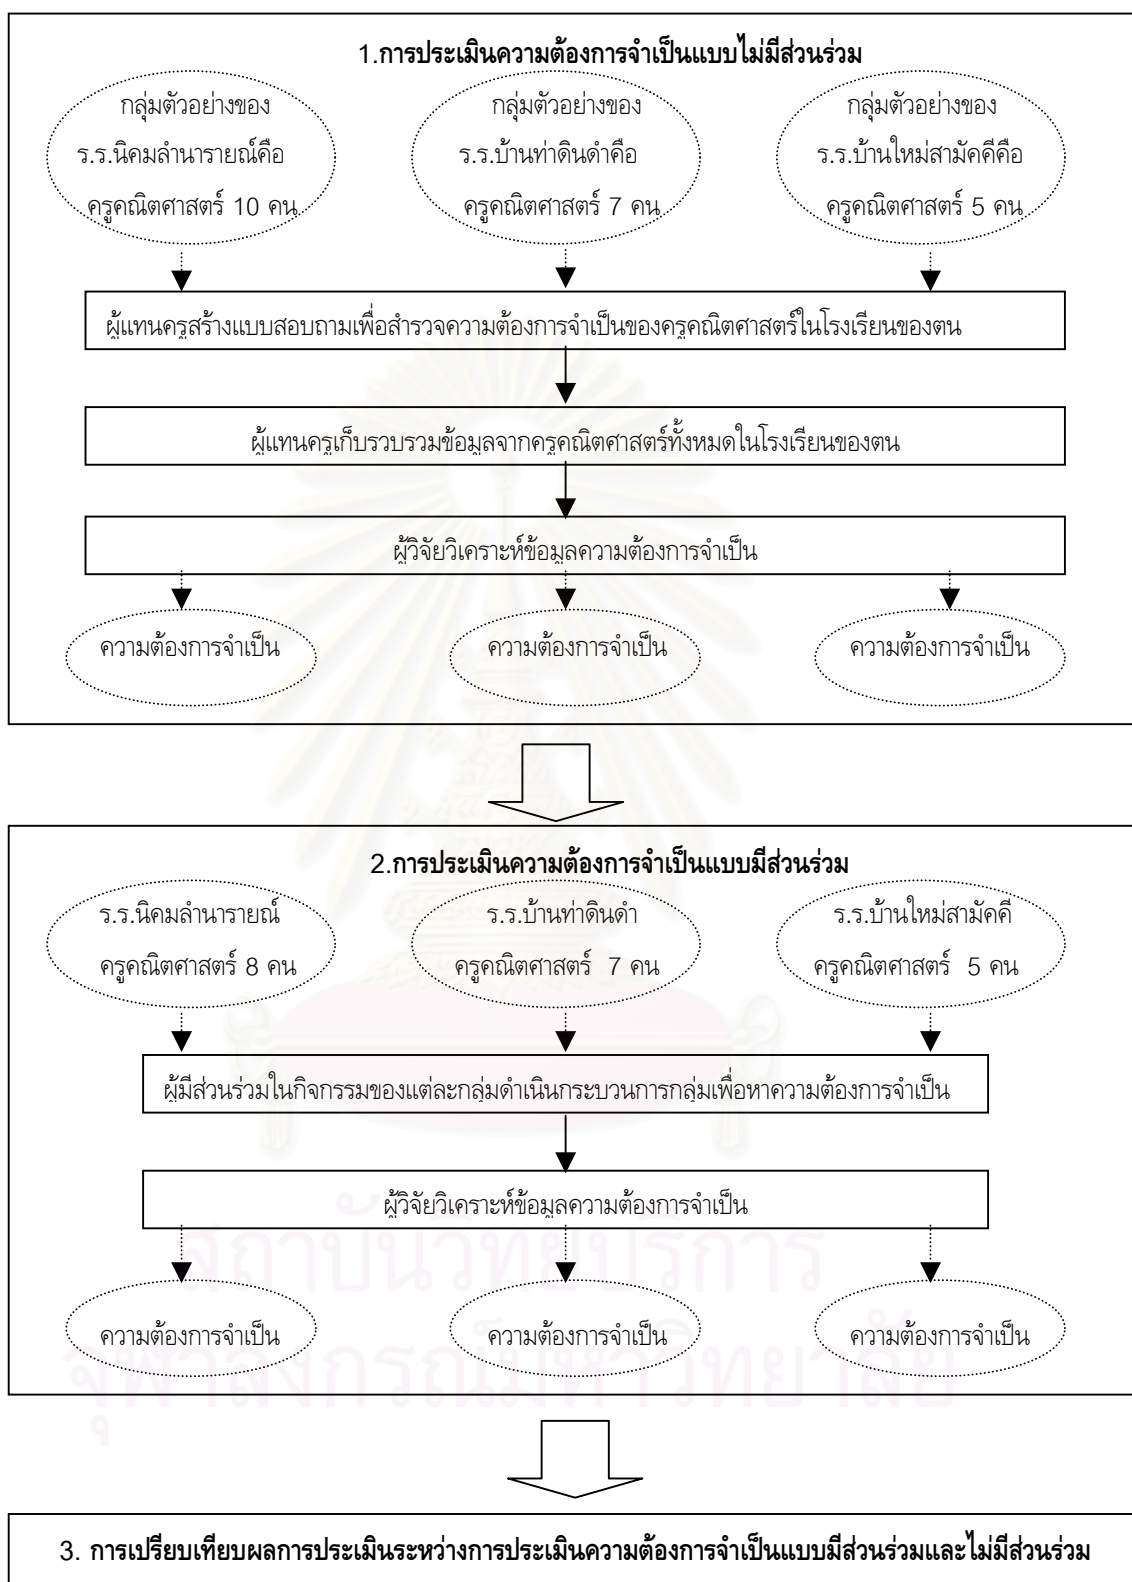 1.การประเมินความต้องการจำเป็นแบบไม่มีส่วนร่วม
กลุ่มตัวอย่างของ
ร.ร.นิคมลำนารายณ์คือ
ครูคณิตศาสตร์ 10 คน
กลุ่มตัวอย่างของ
ร.ร.บ้านท่าดินดำคือ
ครูคณิตศาสตร์ 7 คน
กลุ่มตัวอย่างของ
ร.ร.บ้านใหม่สามัคคีคือ
ครูคณิตศาสตร์ 5 คน
ผู้แทนครูสร้างแบบสอบถามเพื่อสำรวจความต้องการจำเป็นของครูคณิตศาสตร์ในโรงเรียนของตน
ผู้แทนครูเก็บรวบรวมข้อมูลจากครูคณิตศาสตร์ทั้งหมดในโรงเรียนของตน
ผู้วิจัยวิเคราะห์ข้อมูลความต้องการจำเป็น
ความต้องการจำเป็น
ความต้องการจำเป็น
ความต้องการจำเป็น
2.การประเมินความต้องการจำเป็นแบบมีส่วนร่วม
ร.ร.นิคมลำนารายณ์
ครูคณิตศาสตร์ 8 คน
ร.ร.บ้านท่าดินดำ
ครูคณิตศาสตร์ 7 คน
ร.ร.บ้านใหม่สามัคคี
ครูคณิตศาสตร์ 5 คน
ผู้มีส่วนร่วมในกิจกรรมของแต่ละกลุ่มดำเนินกระบวนการกลุ่มเพื่อหาความต้องการจำเป็น
ผู้วิจัยวิเคราะห์ข้อมูลความต้องการจำเป็น
สถาบันวิทยบริการ
ความต้องการจำเป็น
ความต้องการจำเป็น
ความต้องการจำเป็น
จุฬาลงกรณ์มหาวิทยาลัย
3. การเปรียบเทียบผลการประเมินระหว่างการประเมินความต้องการจำเป็นแบบมีส่วนร่วมและไม่มีส่วนร่วม